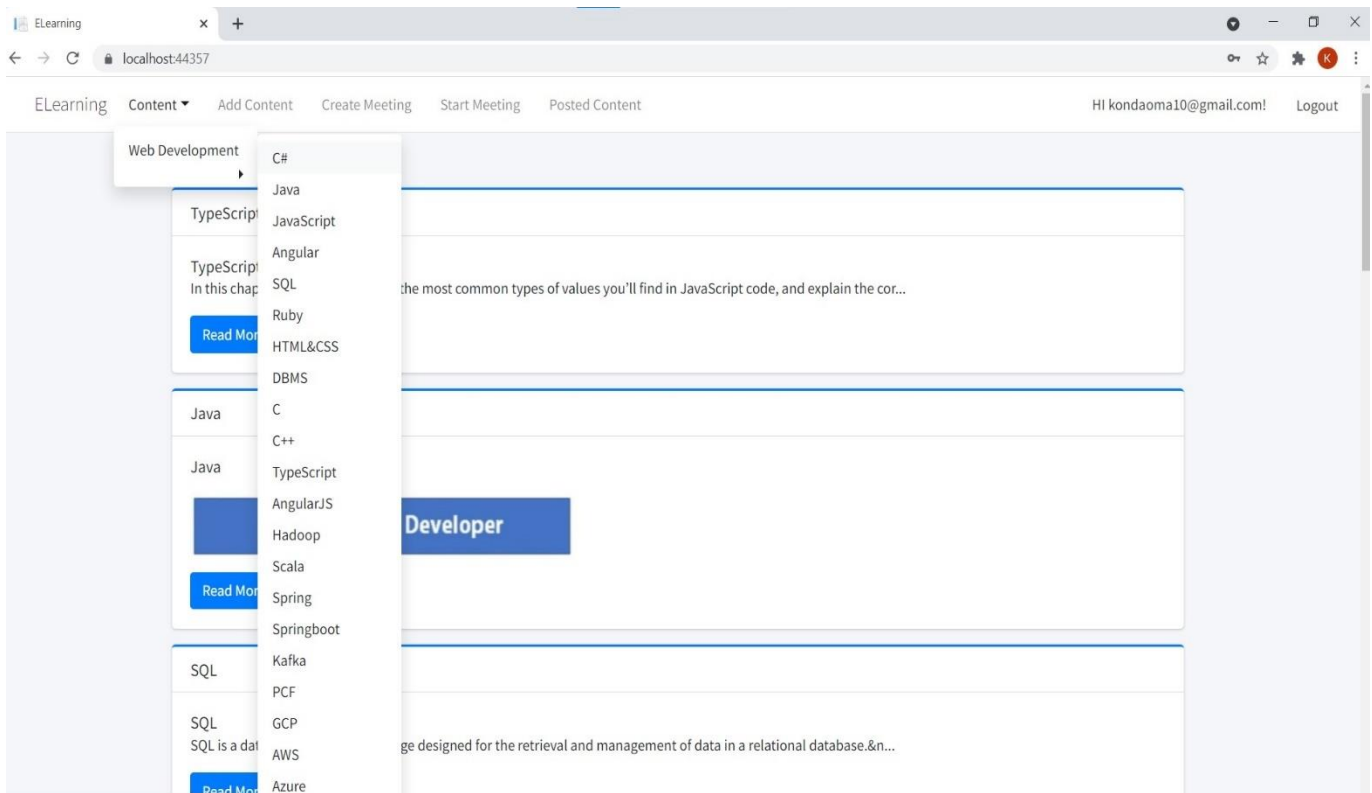 ELearning
localhost:44357
K
ELearning Content Add Content Create Meeting Start Meeting Posted Content HI kondaoma10@gmail.com! Logout
Web Development
C#
Java
JavaScript
Angular
SQL
Ruby
HTML&CSS
DBMS
C
C++
TypeScript
AngularJS
Hadoop
Scala
Spring
Springboot
Kafka
PCF
GCP
AWS
Azure
TypeScript
TypeScript
In this chap
the most common types of values you’ll find in JavaScript code, and explain the cor...
Read Mor
Java
Java
Developer
Read Mor
SQL
SQL
SQL is a dat
ge designed for the retrieval and management of data in a relational database.&n...
Read Mor